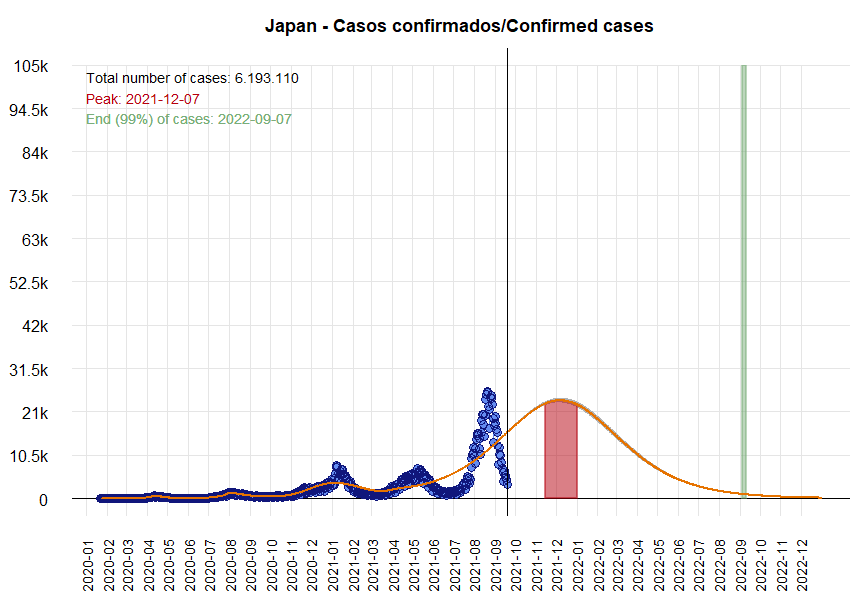 Japan - Casos confirmados/Confirmed cases
105k
Total number of cases: 6.193.110
Peak: 2021-12-07
94.5k
End (99%) of cases: 2022-09-07
84k
73.5k
63k
52.5k
42k
31.5k
21k
10.5k
0
2020-01
2020-02
2020-03
2020-04
2020-05
2020-06
2020-07
2020-08
2020-09
2020-10
2020-11
2020-12
2021-01
2021-02
2021-03
2021-04
2021-05
2021-06
2021-07
2021-08
2021-09
2021-10
2021-11
2021-12
2022-01
2022-02
2022-03
2022-04
2022-05
2022-06
2022-07
2022-08
2022-09
2022-10
2022-11
2022-12